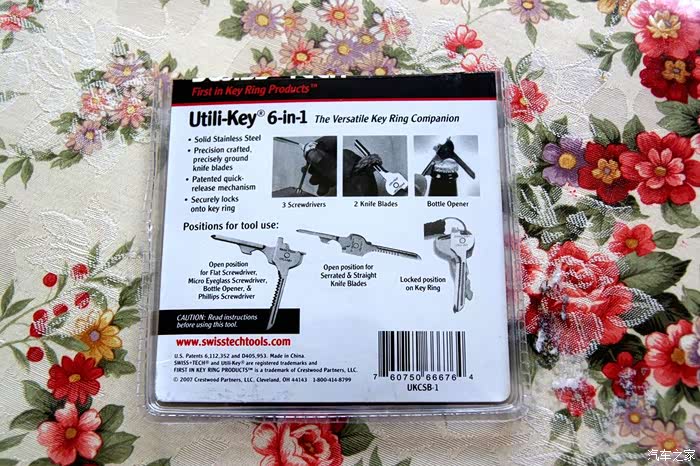 First in Key Ring Products™
Utili-Key® 6-in-1 The Versatile Key Ring Companion
• Solid Stainless Steel
• Precision crafted,
precisely ground
knife blades
• Patented quick-
release mechanism
• Securely locks
onto key ring
3 Screwdrivers
2 Knife Blades
Bottle Opener
Positions for tool use:
Open position
for Flat Screwdriver,
Micro Eyeglass Screwdriver,
Bottle Opener, &
Phillips Screwdriver
Open position for
Serrated & Straight
Knife Blades
Locked position
on Key Ring
CAUTION: Read instructions
before using this tool.
www.swisstechtools.com
U.S. Patents 6,112,352 and D405,953. Made in China.
SWISS+TECH® and Utili-Key® are registered trademarks and
FIRST IN KEY RING PRODUCTS™ is a trademark of Crestwood Partners, LLC.
© 2007 Crestwood Partners, LLC. Cleveland, OH 44143 1-800-414-8799
7 60750 66676 4
UKCSB-1
汽车之家